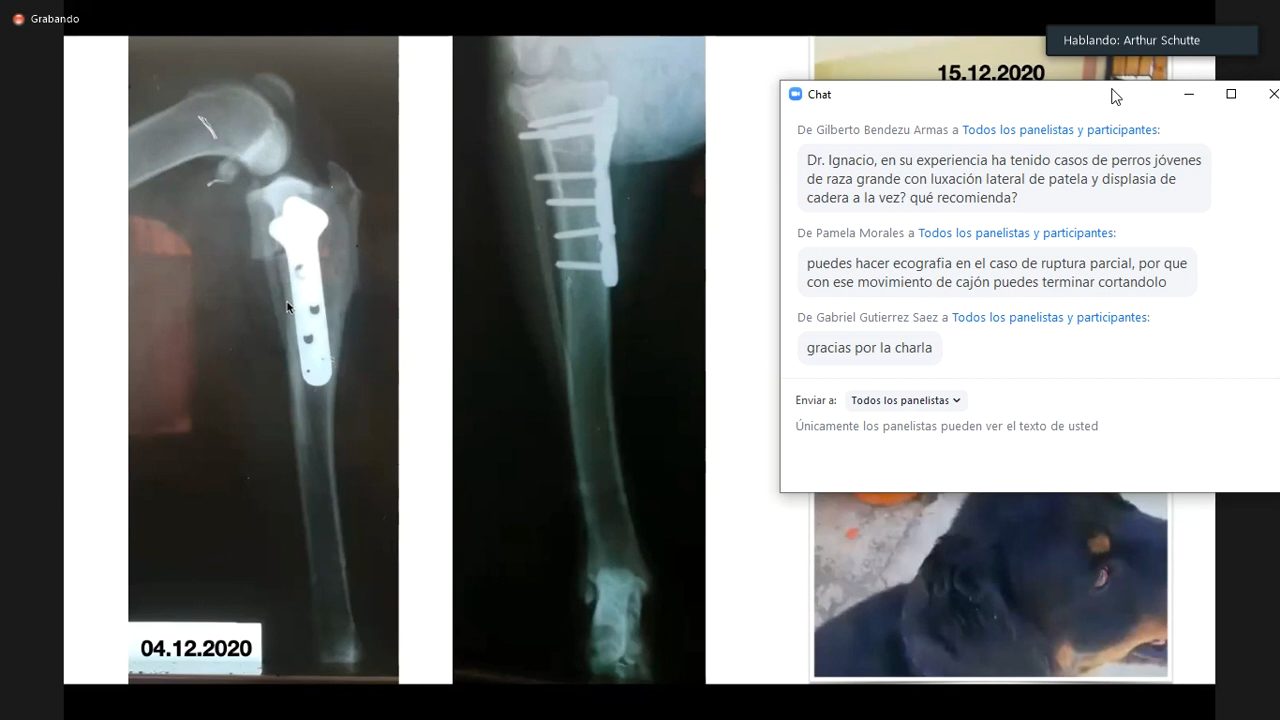 Grabando
Hablando: Arthur Schutte
15.12.2020
Chat
De Gilberto Bendezu Armas a Todos los panelistas y participantes:
Dr. Ignacio, en su experiencia ha tenido casos de perros jóvenes
de raza grande con luxación lateral de patela y displasia de
cadera a la vez? qué recomienda?
De Pamela Morales a Todos los panelistas y participantes:
puedes hacer ecografia en el caso de ruptura parcial, por que
con ese movimiento de cajón puedes terminar cortandolo
De Gabriel Gutierrez Saez a Todos los panelistas y participantes:
gracias por la charla
Enviar a: Todos los panelistas
Únicamente los panelistas pueden ver el texto de usted
04.12.2020